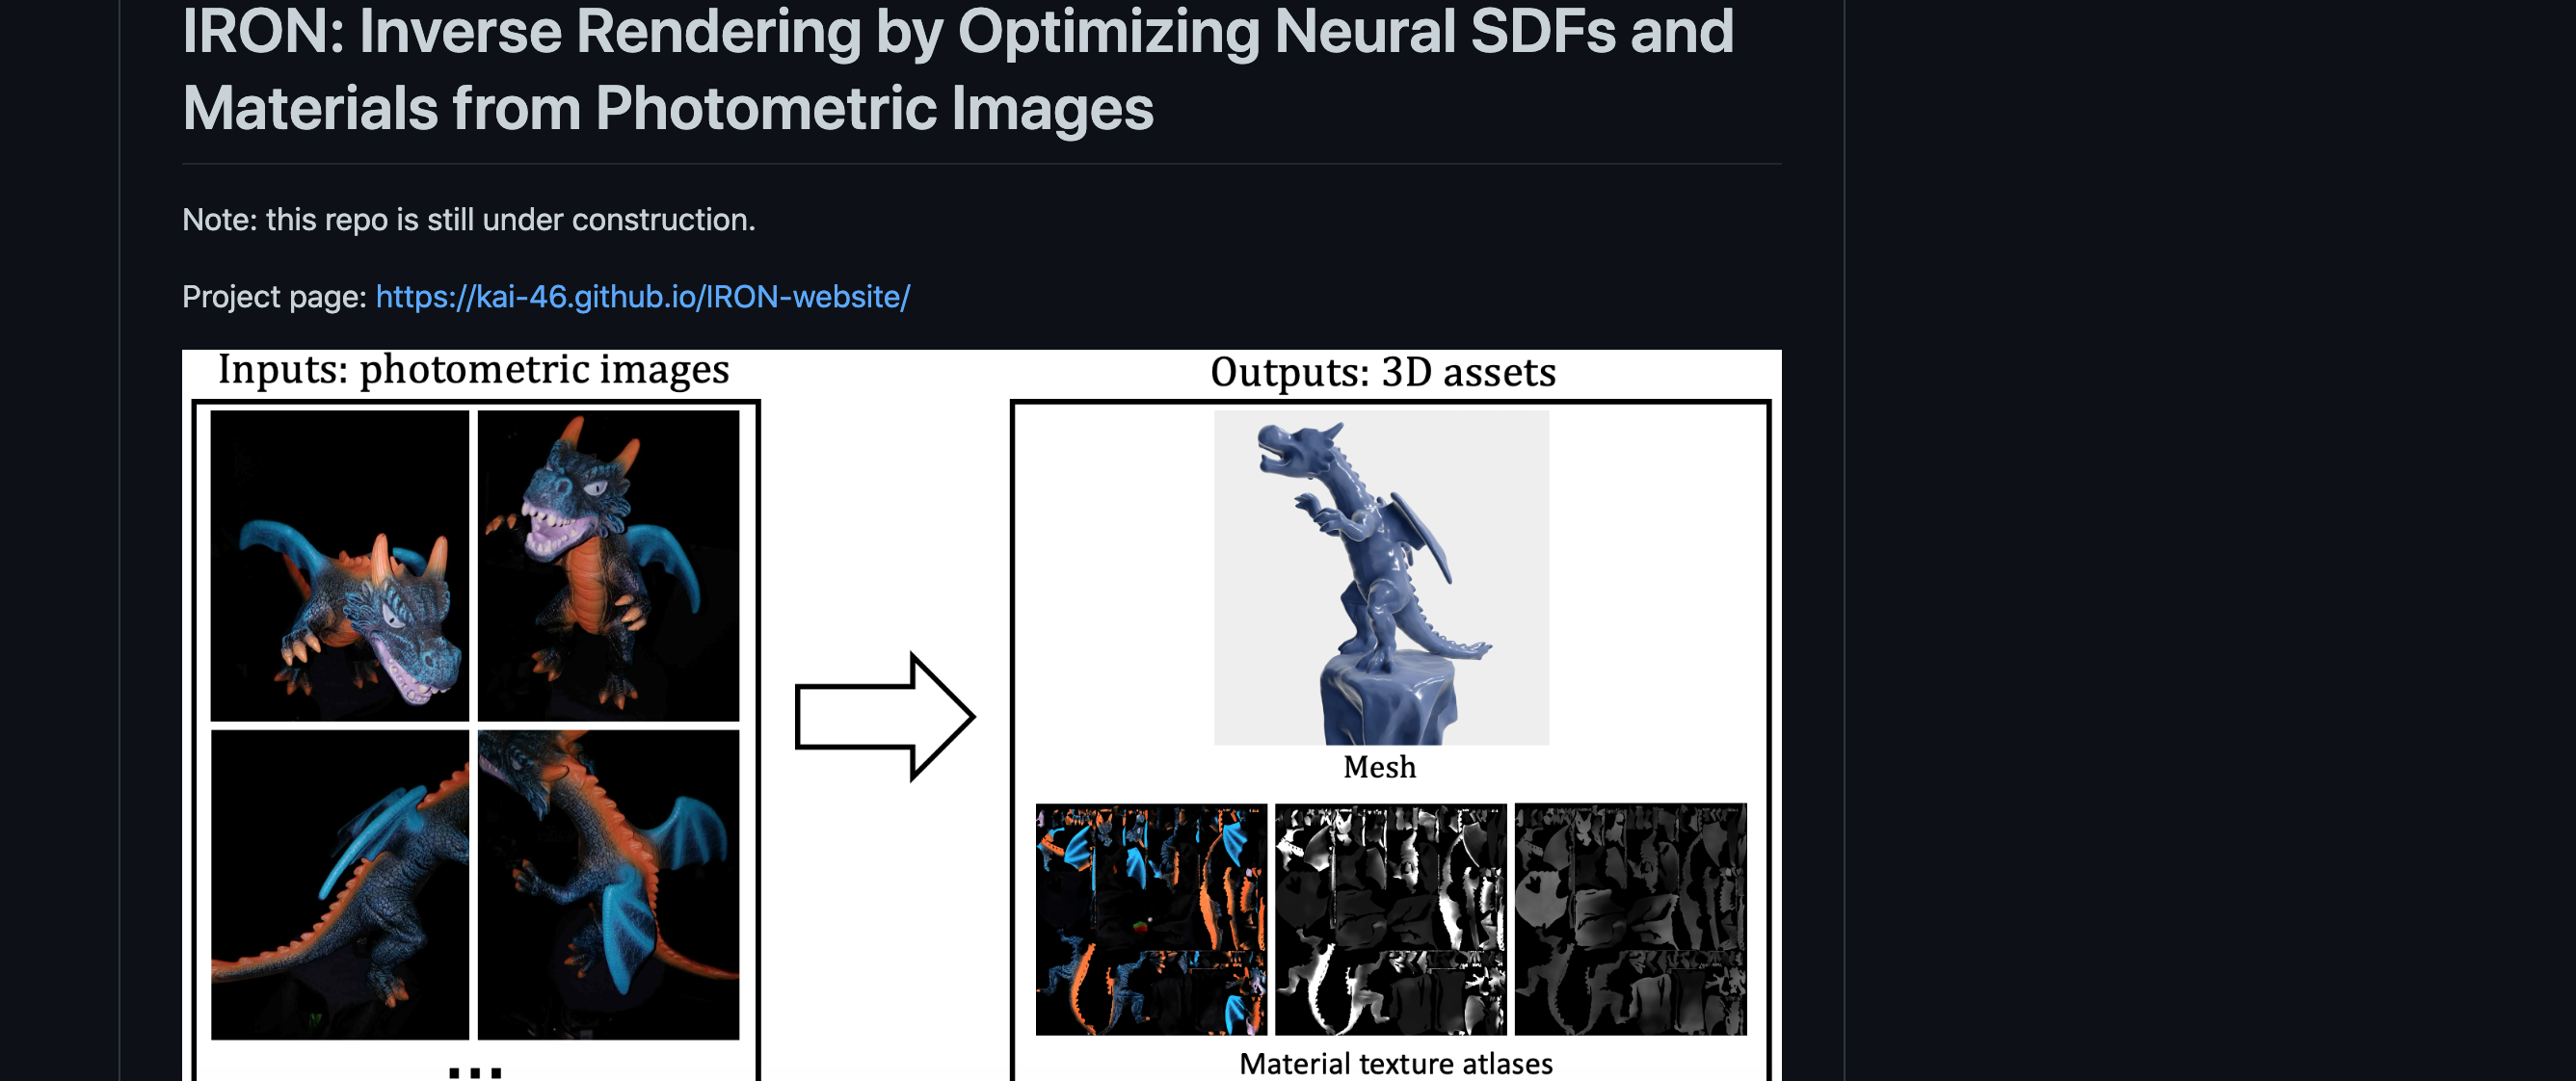 IRON: Inverse Rendering by Optimizing Neural SDFs and
Materials from Photometric Images
Note: this repo is still under construction.
Project page: https://kai-46.github.io/IRON-website/
Inputs: photometric images
Outputs: 3D assets
Mesh
Material texture atlases
...